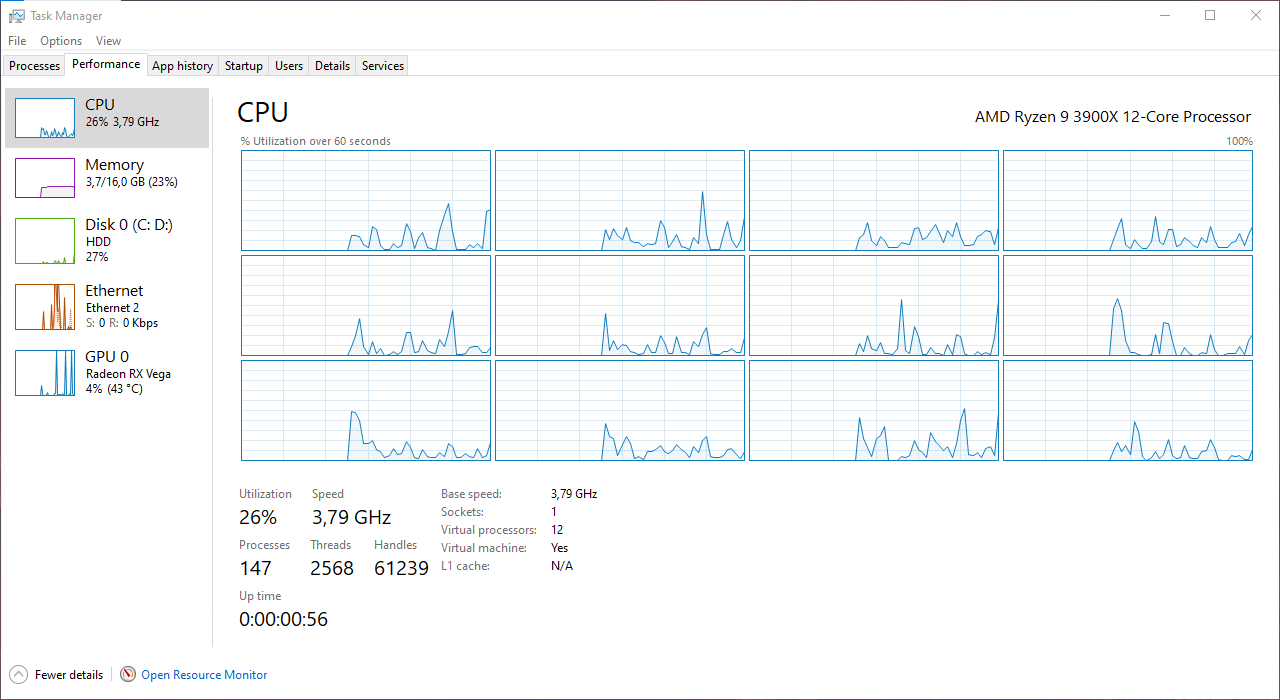 Task Manager
File Options View
Processes Performance App history Startup Users Details Services
CPU
26% 3,79 GHz
Memory
3,7/16,0 GB (23%)
Disk 0 (C: D:)
HDD
27%
Ethernet
Ethernet 2
S: 0 R: 0 Kbps
GPU 0
Radeon RX Vega
4% (43 °C)
CPU
AMD Ryzen 9 3900X 12-Core Processor
% Utilization over 60 seconds
100%
Utilization Speed
26% 3,79 GHz
Processes Threads Handles
147 2568 61239
Up time
0:00:00:56
Base speed: 3,79 GHz
Sockets: 1
Virtual processors: 12
Virtual machine: Yes
L1 cache: N/A
Fewer details
Open Resource Monitor